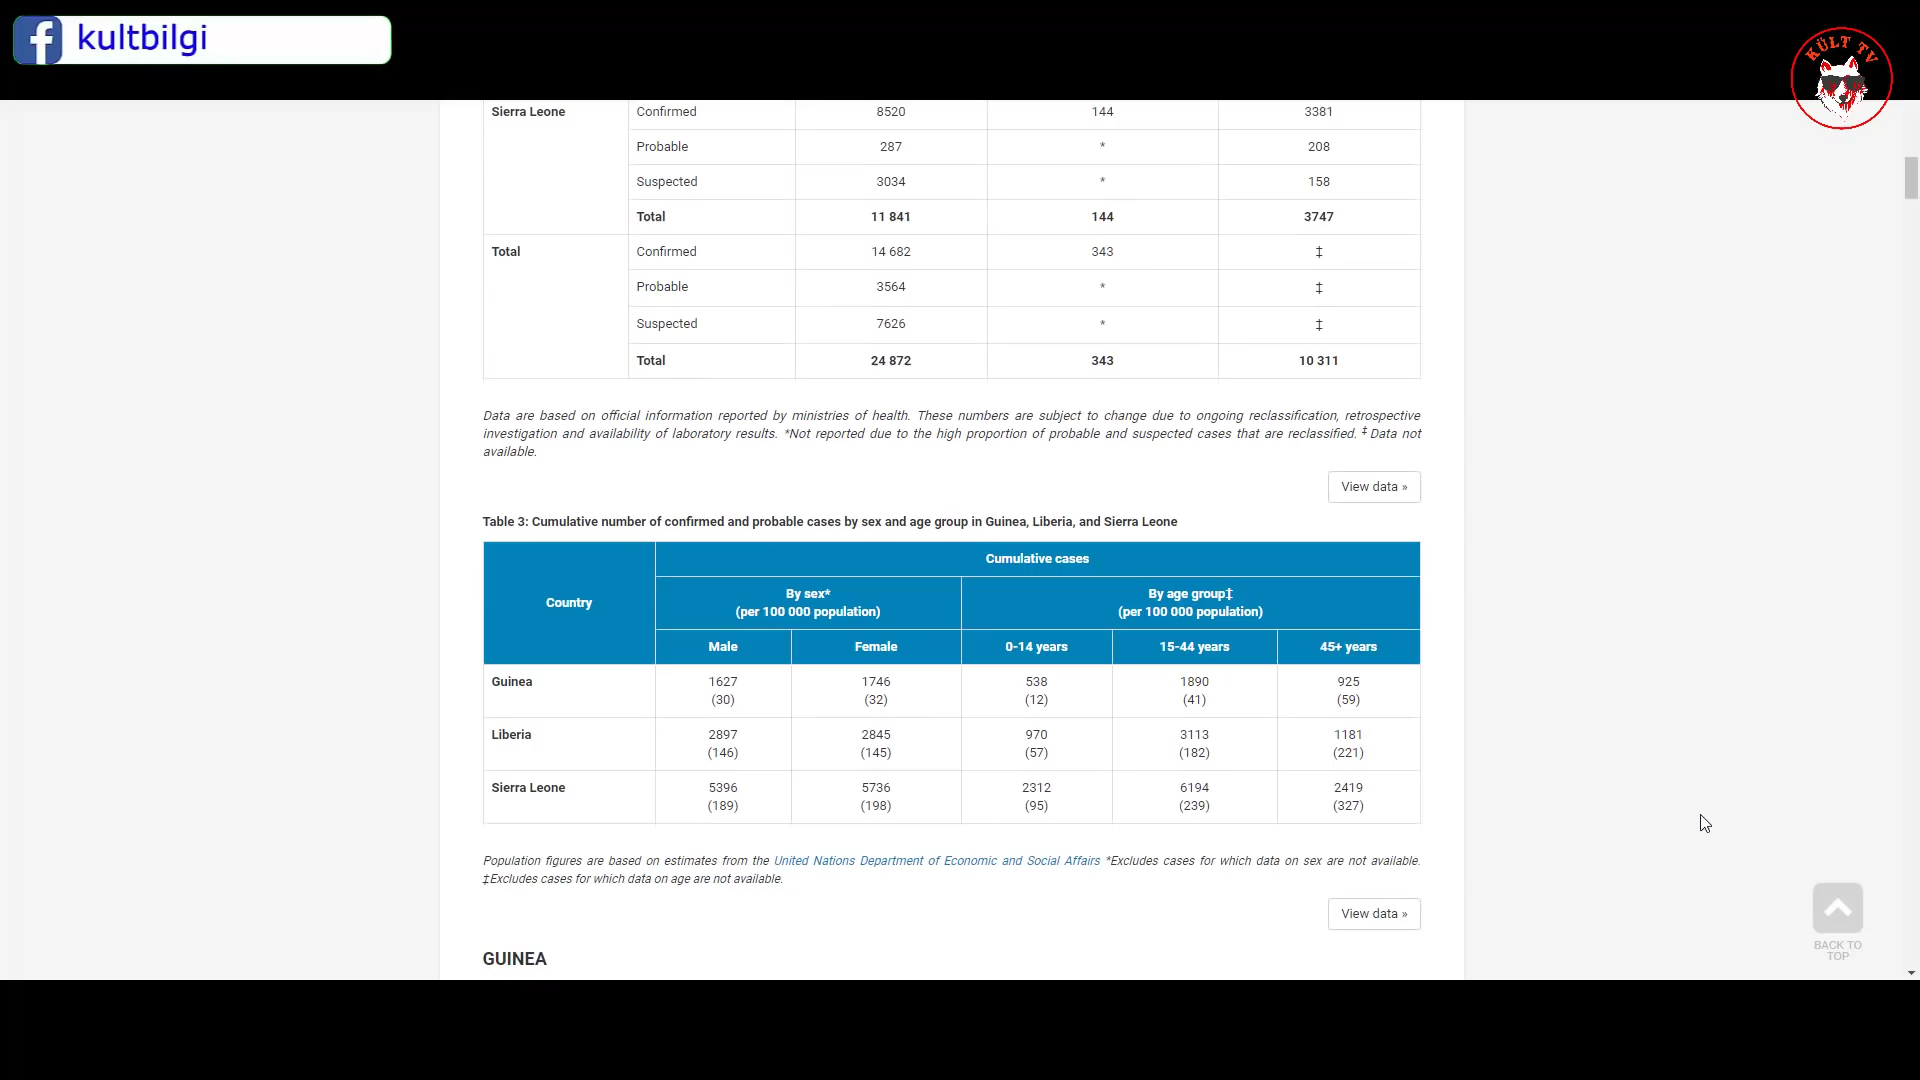 kultbilgi
KÜLT TV
Sierra Leone Confirmed 8520 144 3381
Probable 287 * 208
Suspected 3034 * 158
Total 11 841 144 3747
Total Confirmed 14 682 343 ‡
Probable 3564 * ‡
Suspected 7626 * ‡
Total 24 872 343 10 311
Data are based on official information reported by ministries of health. These numbers are subject to change due to ongoing reclassification, retrospective
investigation and availability of laboratory results. *Not reported due to the high proportion of probable and suspected cases that are reclassified. ‡ Data not
available.
View data »
Table 3: Cumulative number of confirmed and probable cases by sex and age group in Guinea, Liberia, and Sierra Leone
Country
Cumulative cases
By sex* By age group‡
(per 100 000 population) (per 100 000 population)
Male Female 0-14 years 15-44 years 45+ years
Guinea 1627 1746 538 1890 925
(30) (32) (12) (41) (59)
Liberia 2897 2845 970 3113 1181
(146) (145) (57) (182) (221)
Sierra Leone 5396 5736 2312 6194 2419
(189) (198) (95) (239) (327)
Population figures are based on estimates from the United Nations Department of Economic and Social Affairs *Excludes cases for which data on sex are not available.
‡Excludes cases for which data on age are not available.
View data »
GUINEA
BACK TO
TOP